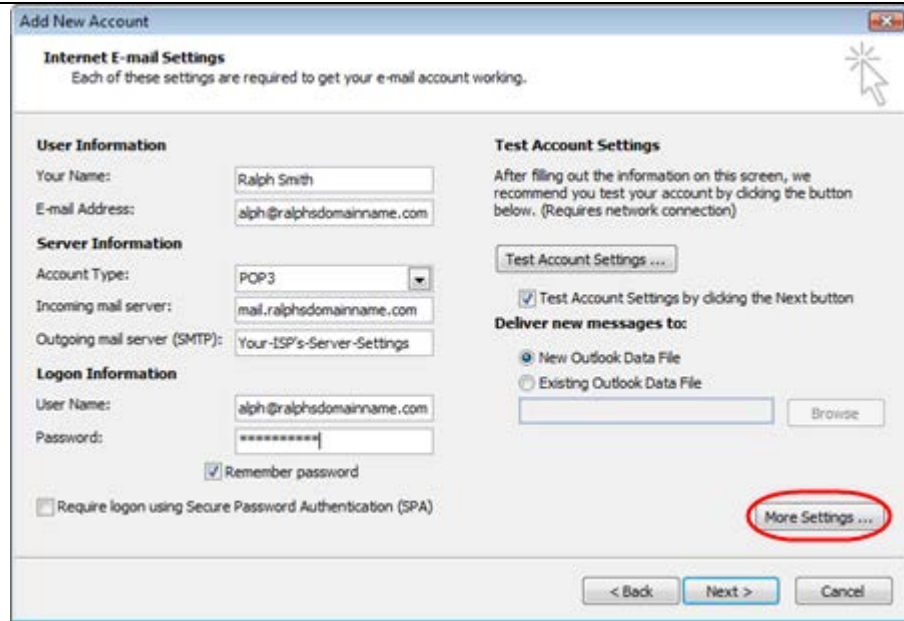 Add New Account
Internet E-mail Settings
Each of these settings are required to get your e-mail account working.
User Information
Your Name:
Ralph Smith
E-mail Address:
alph@ralphsdomainname.com
Server Information
Account Type:
POP3
Incoming mail server:
mail.ralphsdomainname.com
Outgoing mail server (SMTP):
Your-ISP's-Server-Settings
Logon Information
User Name:
alph@ralphsdomainname.com
Password:
**********
Remember password
Require logon using Secure Password Authentication (SPA)
Test Account Settings
After filling out the information on this screen, we
recommend you test your account by clicking the button
below. (Requires network connection)
Test Account Settings ...
Test Account Settings by clicking the Next button
Deliver new messages to:
New Outlook Data File
Existing Outlook Data File
Browse
More Settings ...
< Back
Next >
Cancel